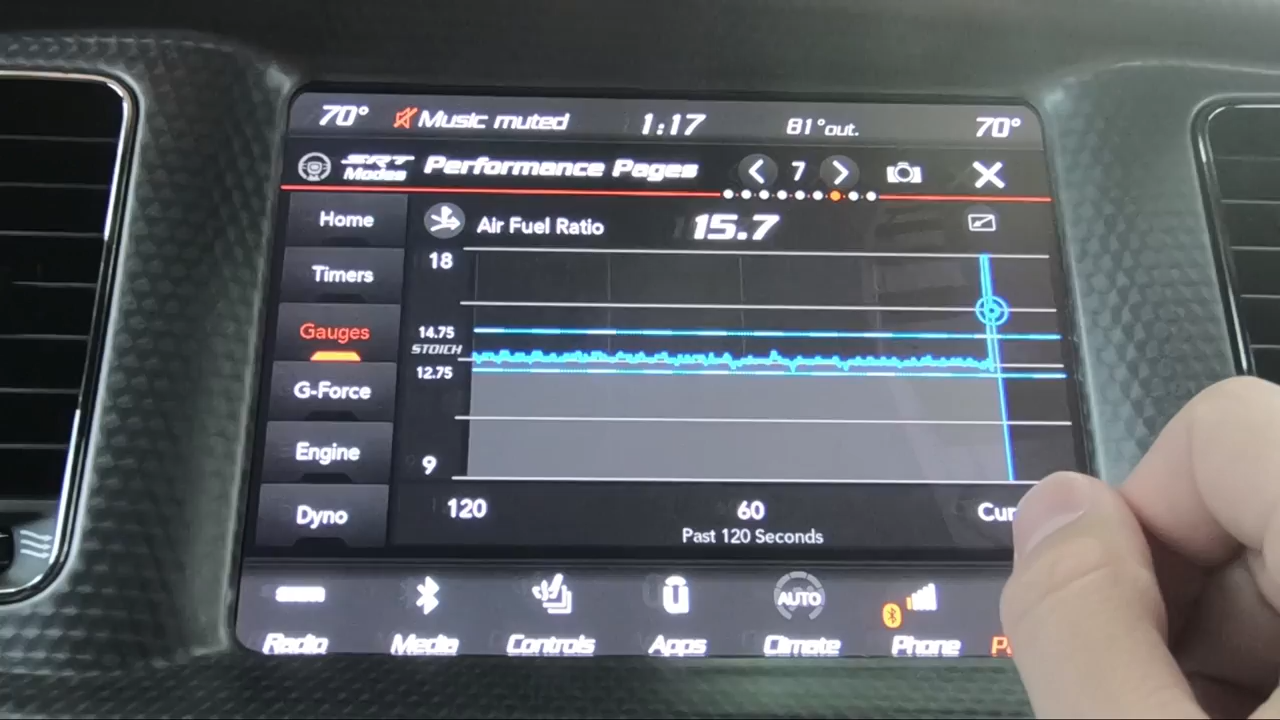 70° Music muted 1:17 81°out. 70°
SRT Modes Performance Pages 7
Home
Timers
Gauges
G-Force
Engine
Dyno
Air Fuel Ratio 15.7
18
14.75
STOICH
12.75
9
120 60
Past 120 Seconds
Radio Media Controls Apps AUTO Climate Phone